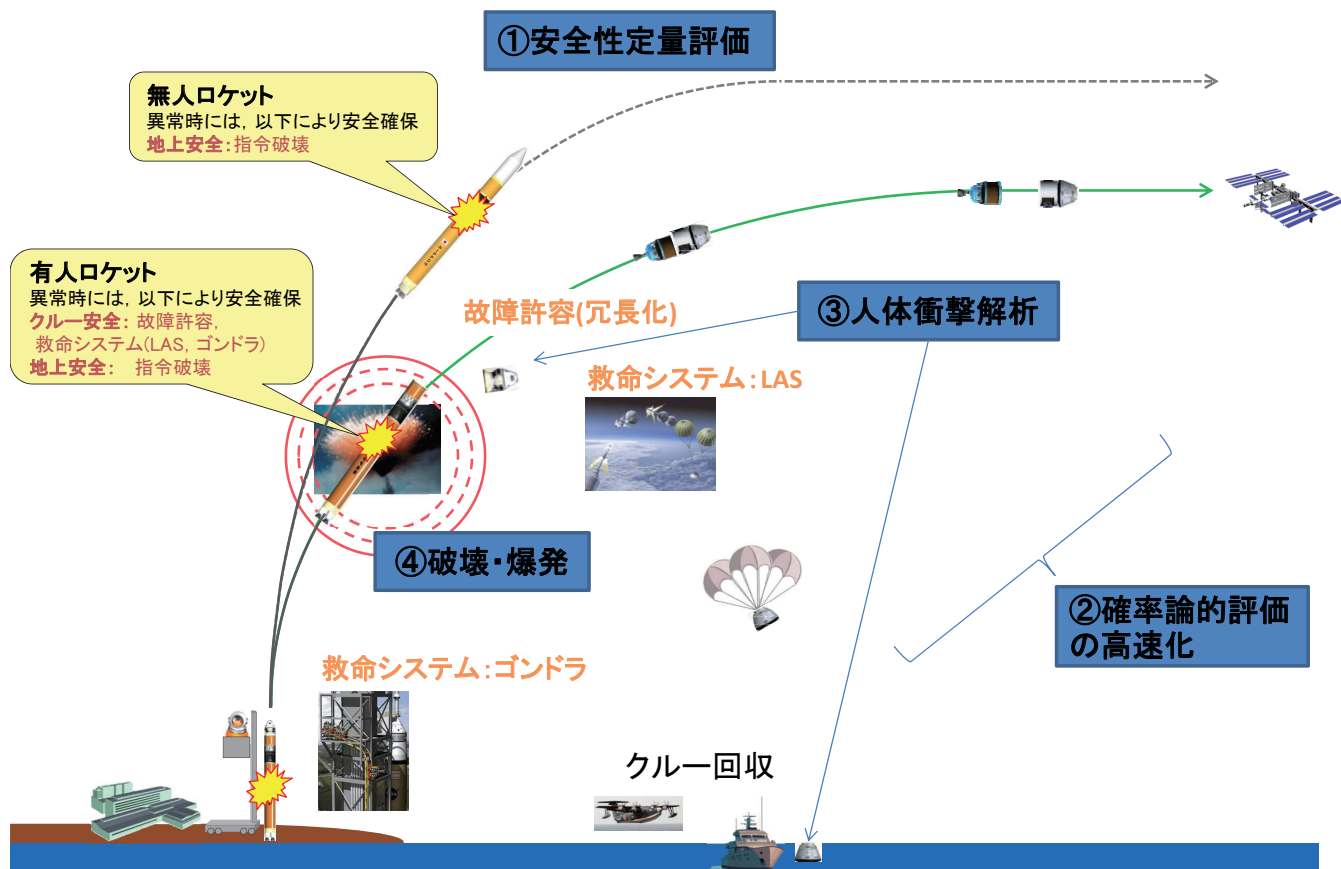 ①安全性定量評価
無人ロケット
異常時には，以下により安全確保
地上安全：指令破壊
有人ロケット
異常時には，以下により安全確保
クルー安全： 故障許容，
救命システム(LAS，ゴンドラ)
地上安全：　指令破壊
故障許容(冗長化)
③人体衝撃解析
救命システム：LAS
④破壊・爆発
②確率論的評価
の高速化
救命システム：ゴンドラ
クルー回収